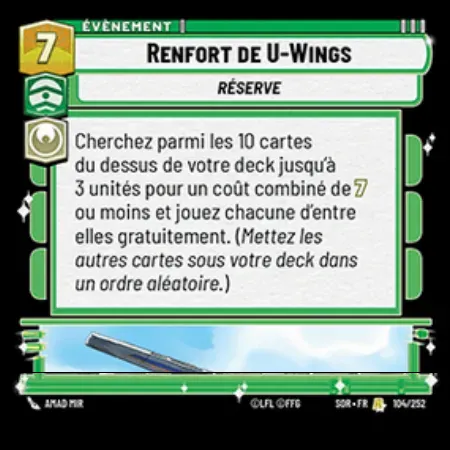 ÉVÈNEMENT
7
RENFORT DE U-WINGS
RÉSERVE
Cherchez parmi les 10 cartes
du dessus de votre deck jusqu'à
3 unités pour un coût combiné de 7
ou moins et jouez chacune d'entre
elles gratuitement. (Mettez les
autres cartes sous votre deck dans
un ordre aléatoire.)
AMAD MIR
©LFL ©FFG
SOR • FR
104/252